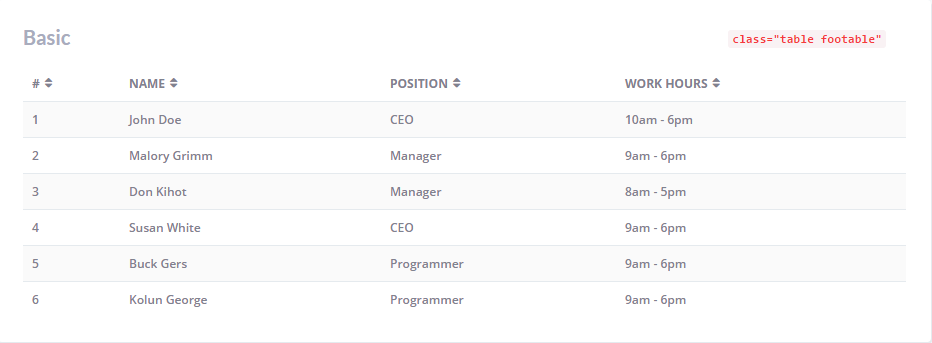 Basic class="table footable"
# NAME POSITION WORK HOURS
1 John Doe CEO 10am - 6pm
2 Malory Grimm Manager 9am - 6pm
3 Don Kihot Manager 8am - 5pm
4 Susan White CEO 9am - 6pm
5 Buck Gers Programmer 9am - 6pm
6 Kolun George Programmer 9am - 6pm